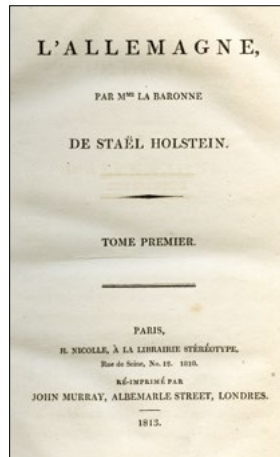 L'ALLEMAGNE,
PAR MME LA BARONNE
DE STAËL HOLSTEIN.
TOME PREMIER.
PARIS,
H. NICOLLE, À LA LIBRAIRIE STÉRÉOTYPE,
Rue de Seine, No. 12. 1810.
RÉ-IMPRIMÉ PAR
JOHN MURRAY, ALBEMARLE STREET, LONDRES.
1813.